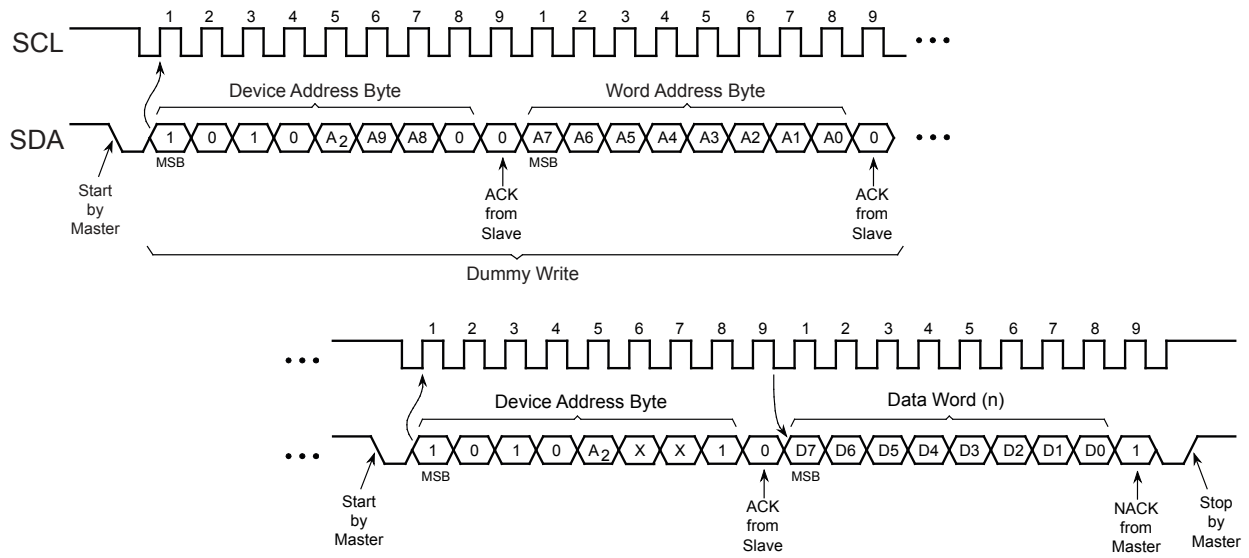 1 2 3 4 5 6 7 8 9 1 2 3 4 5 6 7 8 9
SCL •••
Device Address Byte Word Address Byte
SDA 1 0 1 0 A2 A9 A8 0 0 A7 A6 A5 A4 A3 A2 A1 A0 0 •••
MSB MSB
Start by Master
ACK from Slave
ACK from Slave
Dummy Write
1 2 3 4 5 6 7 8 9 1 2 3 4 5 6 7 8 9
•••
Device Address Byte Data Word (n)
••• 1 0 1 0 A2 X X 1 0 D7 D6 D5 D4 D3 D2 D1 D0 1
MSB MSB
Start by Master
ACK from Slave
NACK from Master
Stop by Master